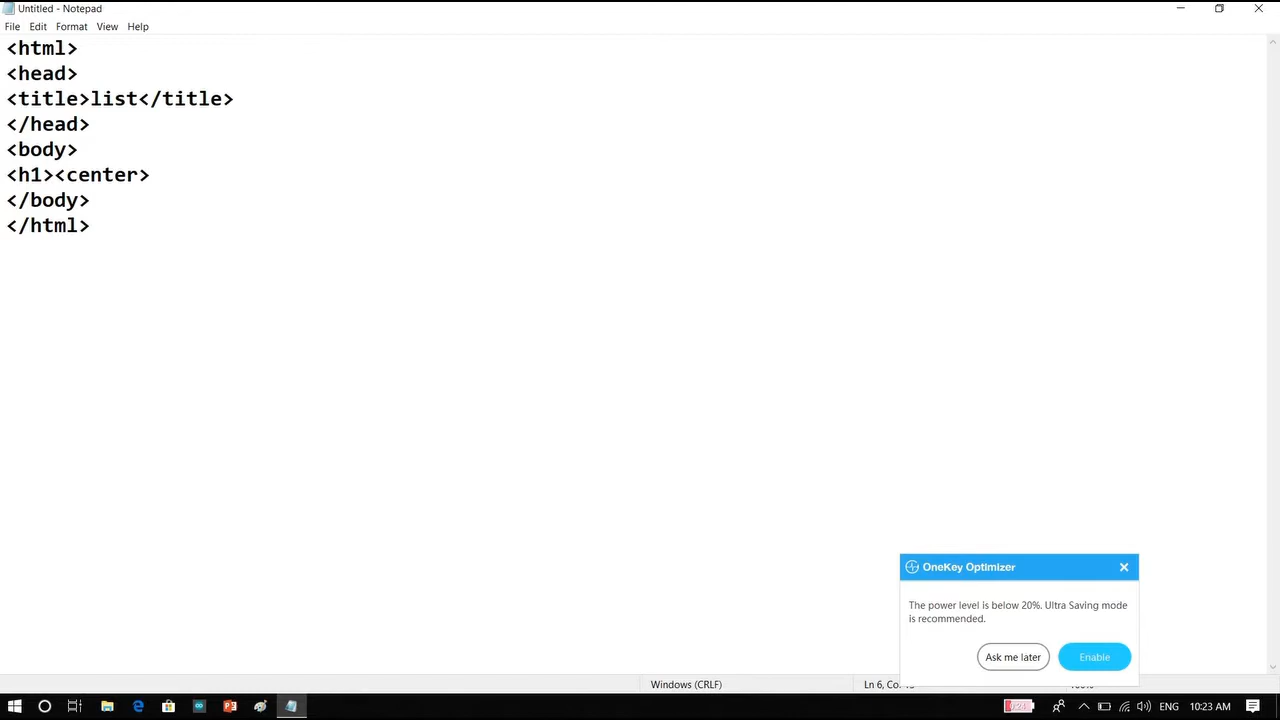 Untitled - Notepad
File Edit Format View Help
<html>
<head>
<title>list</title>
</head>
<body>
<h1><center>
</body>
</html>
OneKey Optimizer
The power level is below 20%. Ultra Saving mode
is recommended.
Ask me later Enable
Windows (CRLF) Ln 6,
ENG 10:23 AM